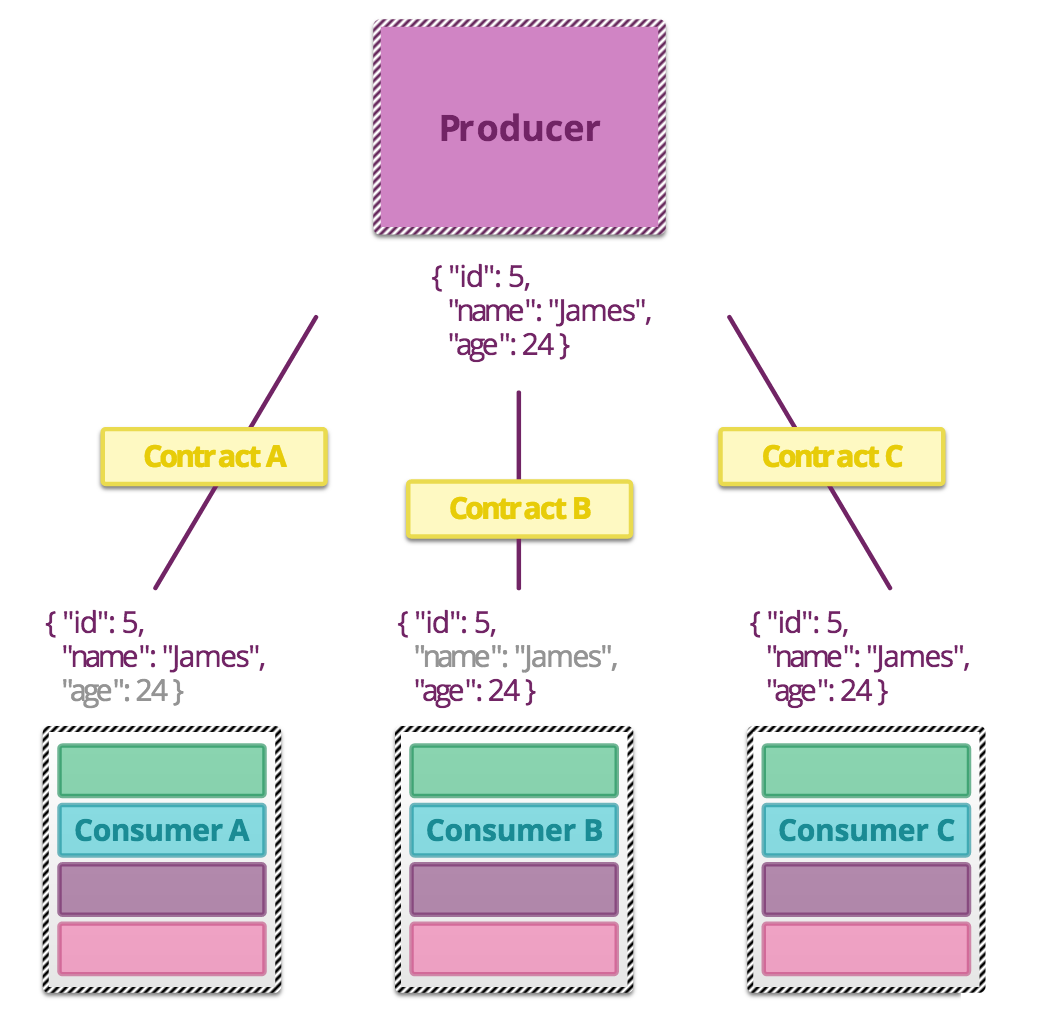 Producer
{ "id": 5,
"name": "James",
"age": 24 }
Contract A
Contract C
Contract B
{ "id": 5,
"name": "James",
"age": 24 }
{ "id": 5,
"name": "James",
"age": 24 }
{ "id": 5,
"name": "James",
"age": 24 }
Consumer A
Consumer B
Consumer C